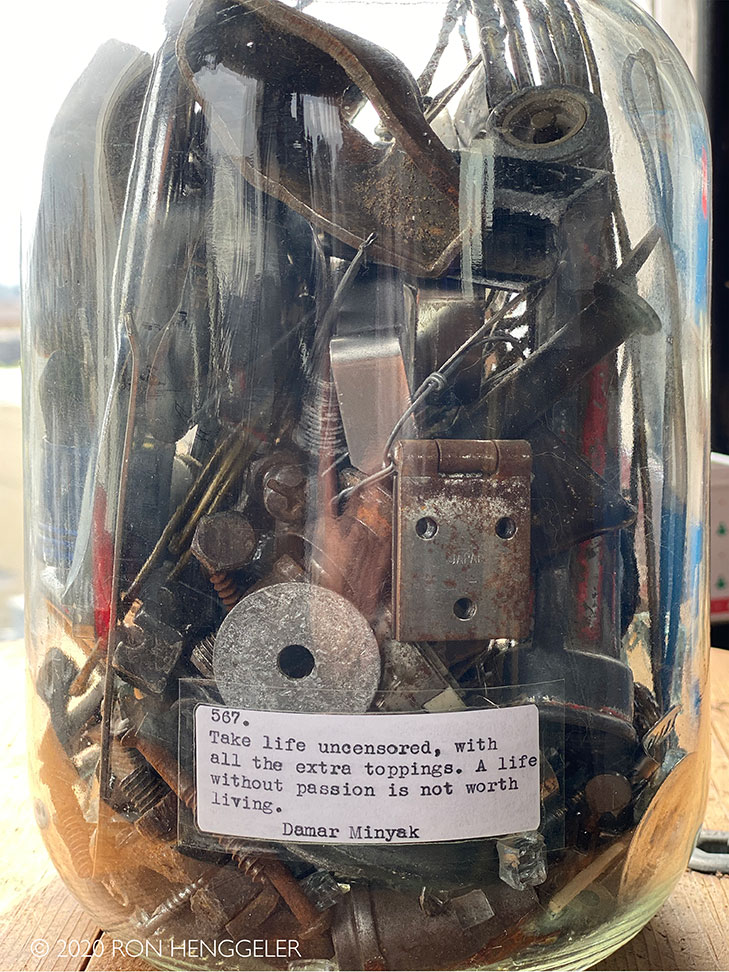 JAPAN
567.
Take life uncensored, with
all the extra toppings. A life
without passion is not worth
living.
Damar Minyak
© 2020 RON HENGGELER